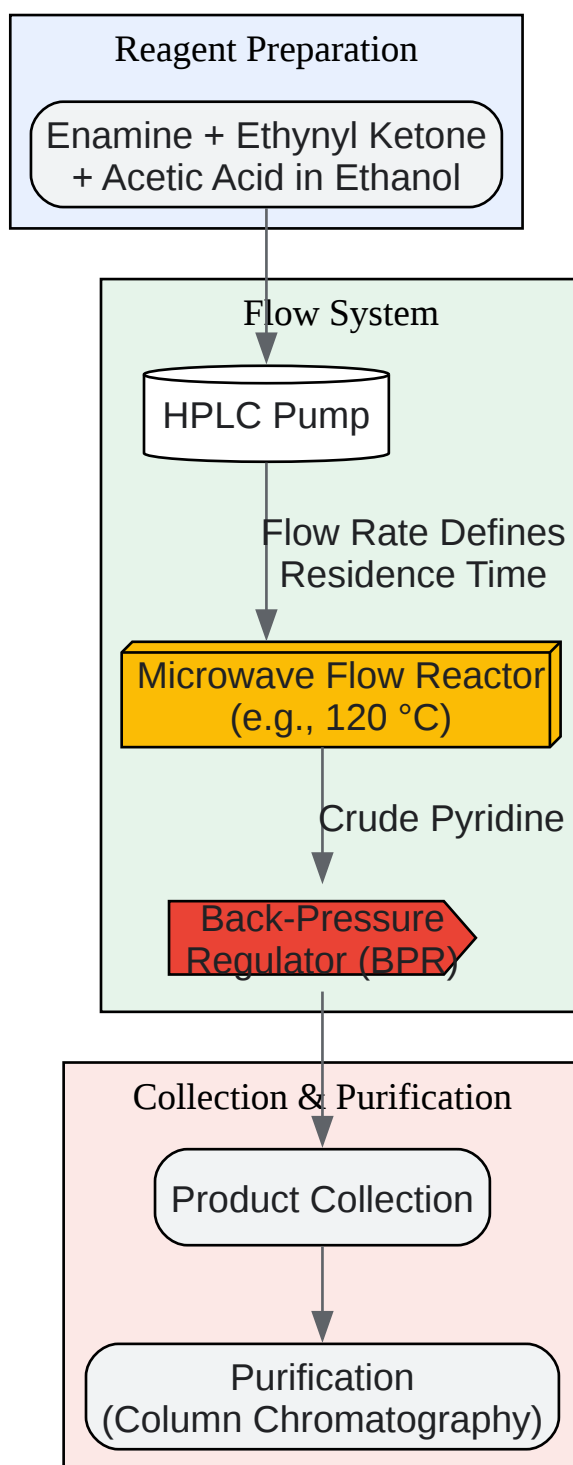 Reagent Preparation
Enamine + Ethynyl Ketone
+ Acetic Acid in Ethanol
Flow System
HPLC Pump
Flow Rate Defines
Residence Time
Microwave Flow Reactor
(e.g., 120 °C)
Crude Pyridine
Back-Pressure
Regulator (BPR)
Collection & Purification
Product Collection
Purification
(Column Chromatography)